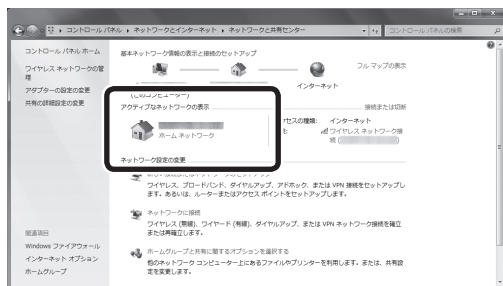 コントロール パネル ▸ ネットワークとインターネット ▸ ネットワークと共有センター
コントロール パネルの検索
コントロール パネル ホーム
ワイヤレス ネットワークの管理
アダプターの設定の変更
共有の詳細設定の変更
基本ネットワーク情報の表示と接続のセットアップ
フル マップの表示
(このコンピューター)
インターネット
アクティブなネットワークの表示
接続または切断
ホーム ネットワーク
クセスの種類: インターネット
ワイヤレス ネットワーク接
続 (
ネットワーク設定の変更
ワイヤレス、ブロードバンド、ダイヤルアップ、アドホック、または VPN 接続をセットアップし
ます。あるいは、ルーターまたはアクセス ポイントをセットアップします。
ネットワークに接続
ワイヤレス (無線)、ワイヤード (有線)、ダイヤルアップ、または VPN ネットワーク接続を確立
または再確立します。
ホームグループと共有に関するオプションを選択する
他のネットワーク コンピューター上にあるファイルやプリンターを利用します。または、共有設
定を変更します。
関連項目
Windows ファイアウォール
インターネット オプション
ホームグループ